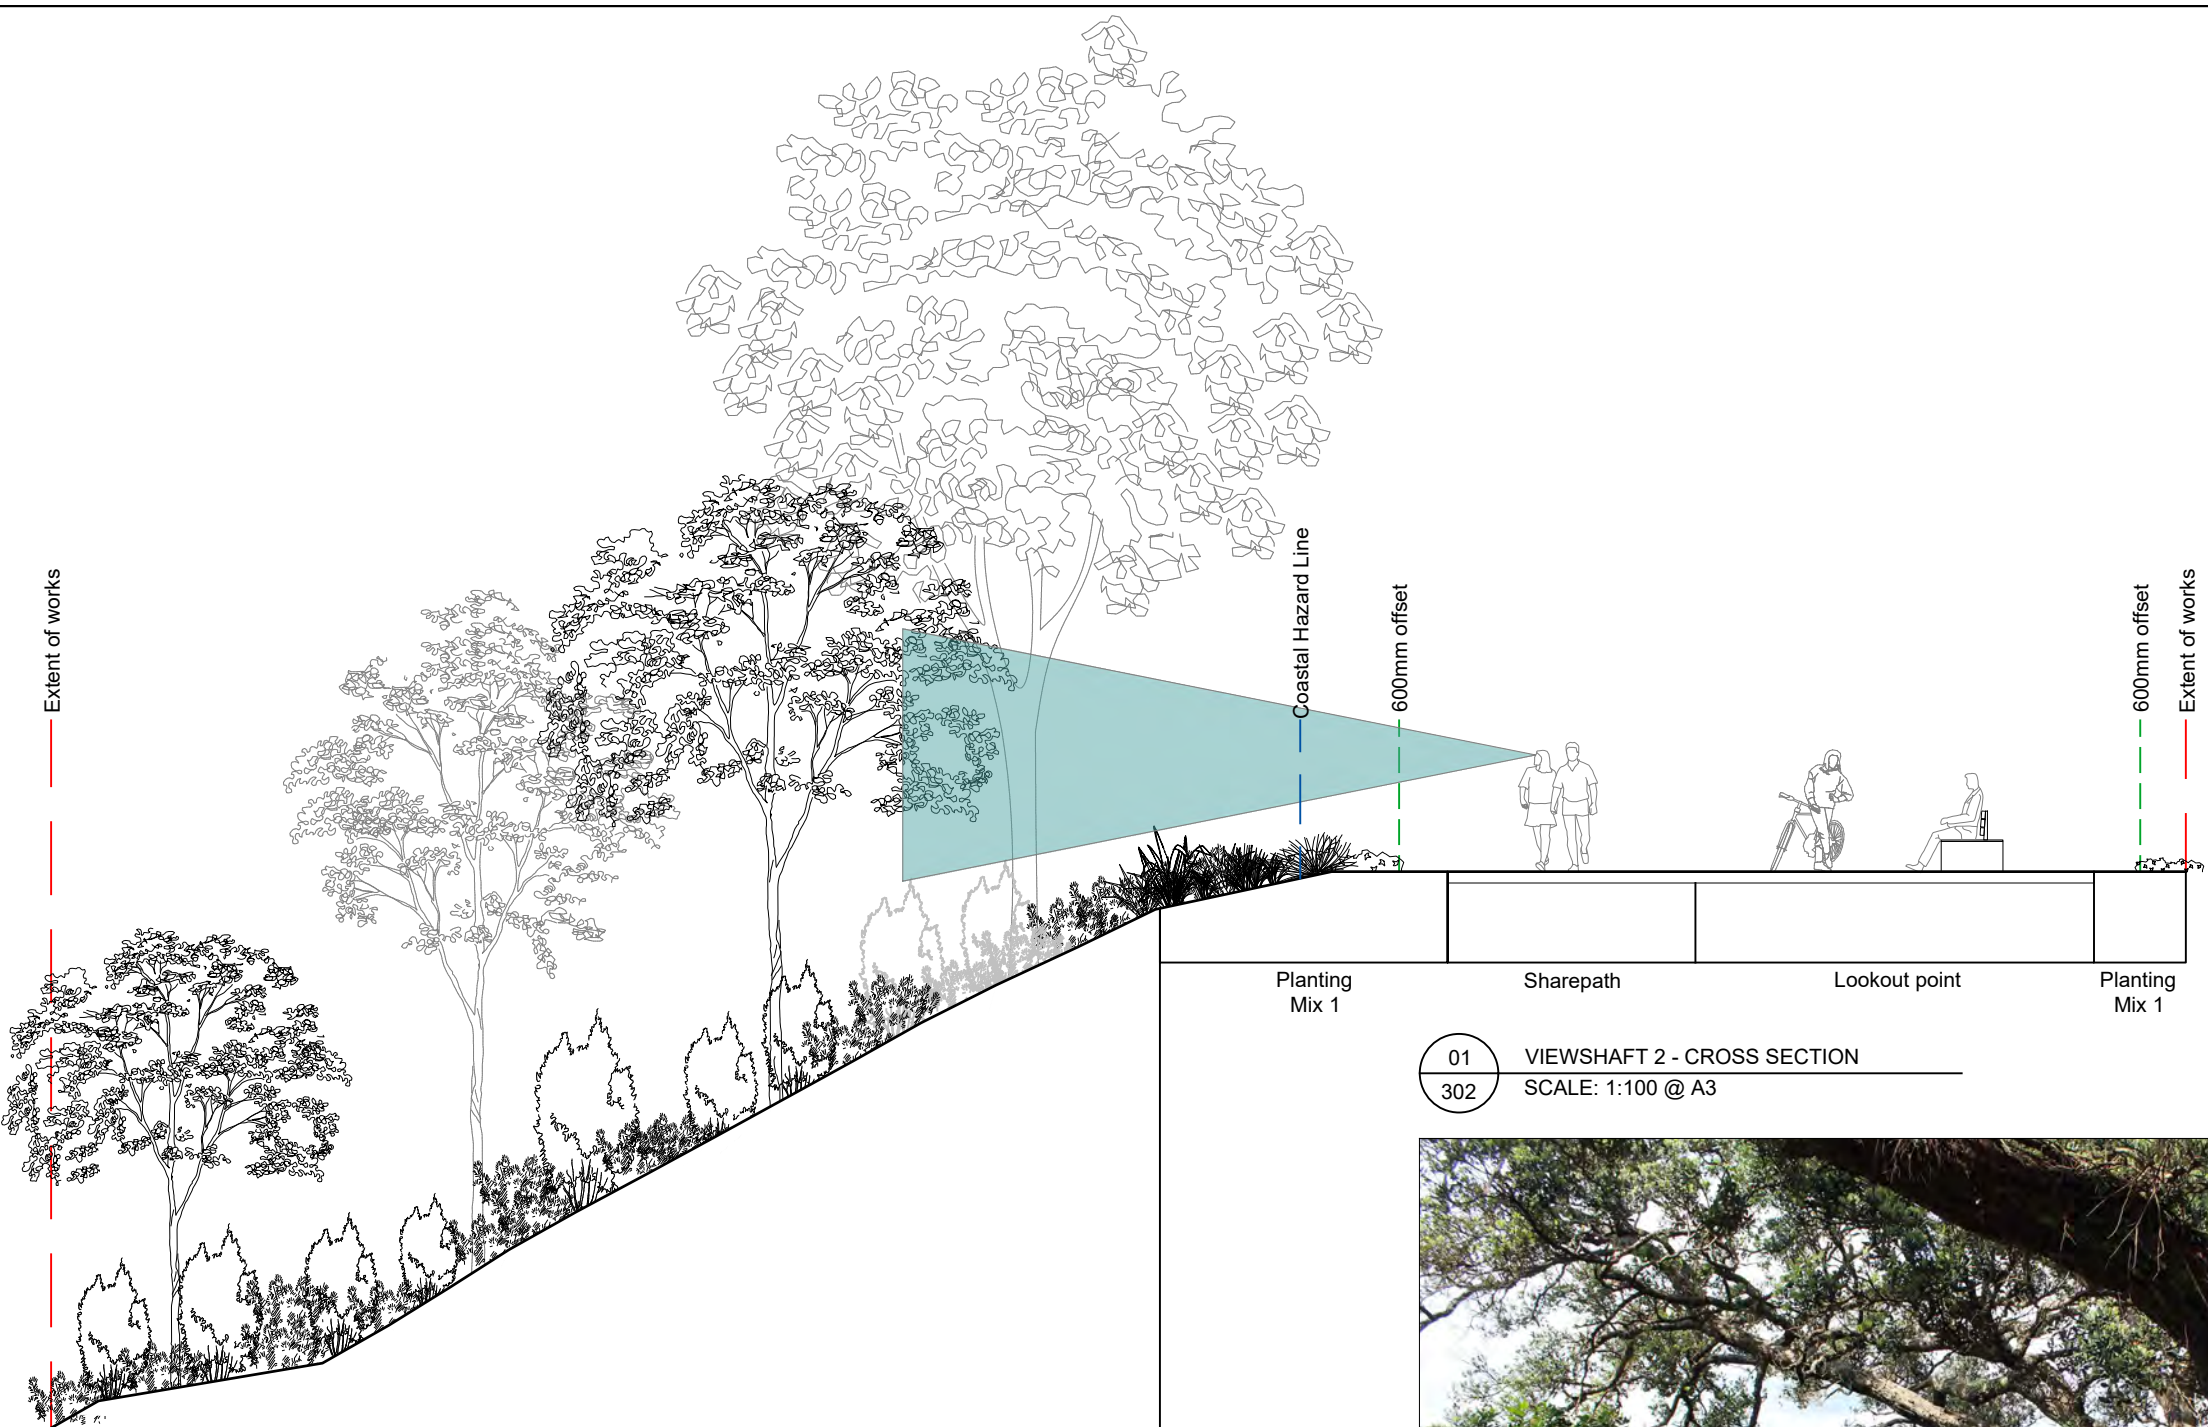 Extent of works
Coastal Hazard Line
600mm offset
600mm offset
Extent of works
Planting
Mix 1
Sharepath
Lookout point
Planting
Mix 1
01
302
VIEWSHAFT 2 - CROSS SECTION
SCALE: 1:100 @ A3